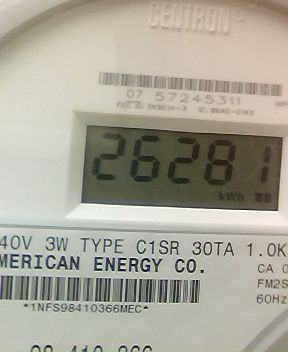 CENTRON
07 57245311
26281
kWh
40V 3W TYPE C1SR 30TA 1.0K
MERICAN ENERGY CO.
CA 0
FM2S
60Hz
*1NFS98410366MEC*